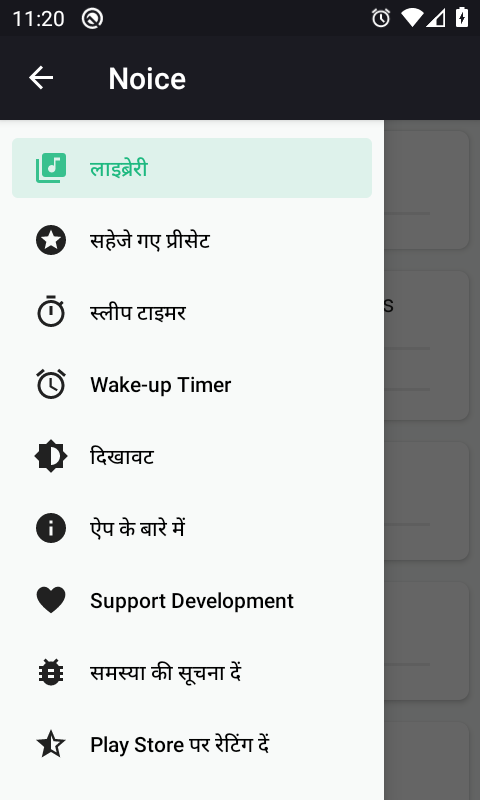 11:20
Noice
लाइब्रेरी
सहेजे गए प्रीसेट
s
स्लीप टाइमर
Wake-up Timer
दिखावट
ऐप के बारे में
Support Development
समस्या की सूचना दें
Play Store पर रेटिंग दें